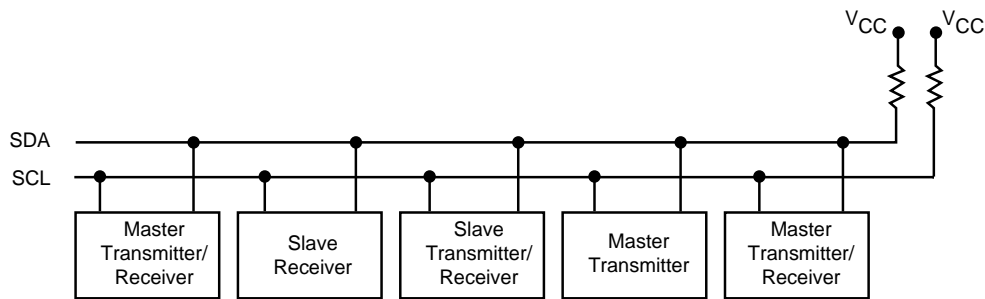 VCC VCC
SDA
SCL
Master
Transmitter/
Receiver
Slave
Receiver
Slave
Transmitter/
Receiver
Master
Transmitter
Master
Transmitter/
Receiver